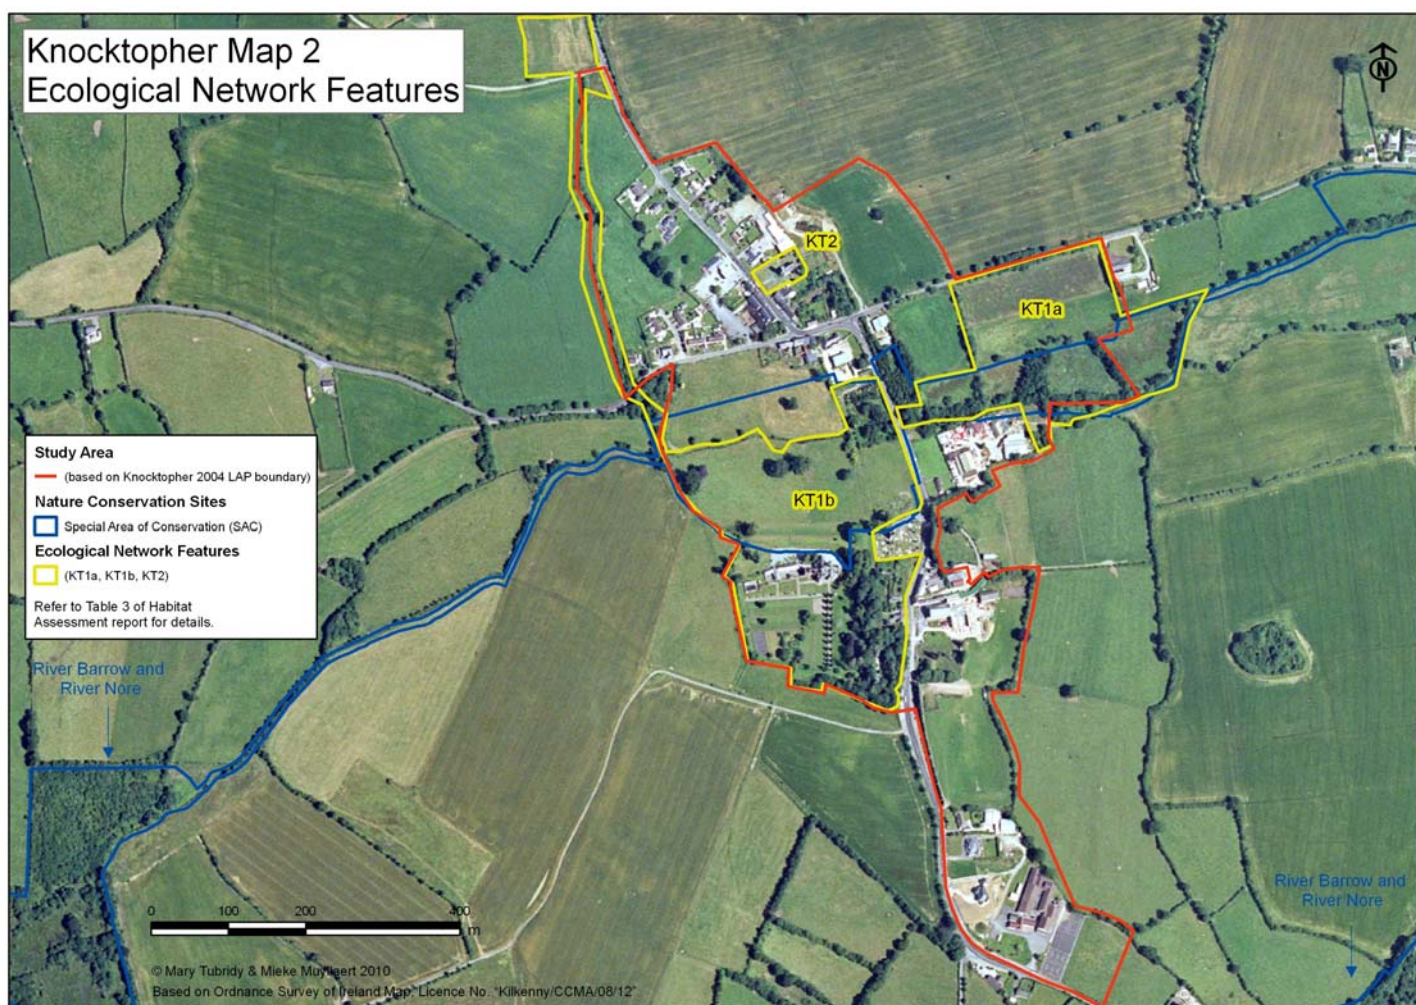 Knocktopher Map 2
Ecological Network Features
N
KT2
KT1a
KT1b
Study Area
(based on Knocktopher 2004 LAP boundary)
Nature Conservation Sites
Special Area of Conservation (SAC)
Ecological Network Features
(KT1a, KT1b, KT2)
Refer to Table 3 of Habitat
Assessment report for details.
River Barrow and
River Nore
River Barrow and
River Nore
0 100 200 400
m
© Mary Tubridy & Mieke Muyllaert 2010
Based on Ordnance Survey of Ireland Map, Licence No. "Kilkenny/CCMA/08/12"